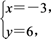 x=-3,
y=6,